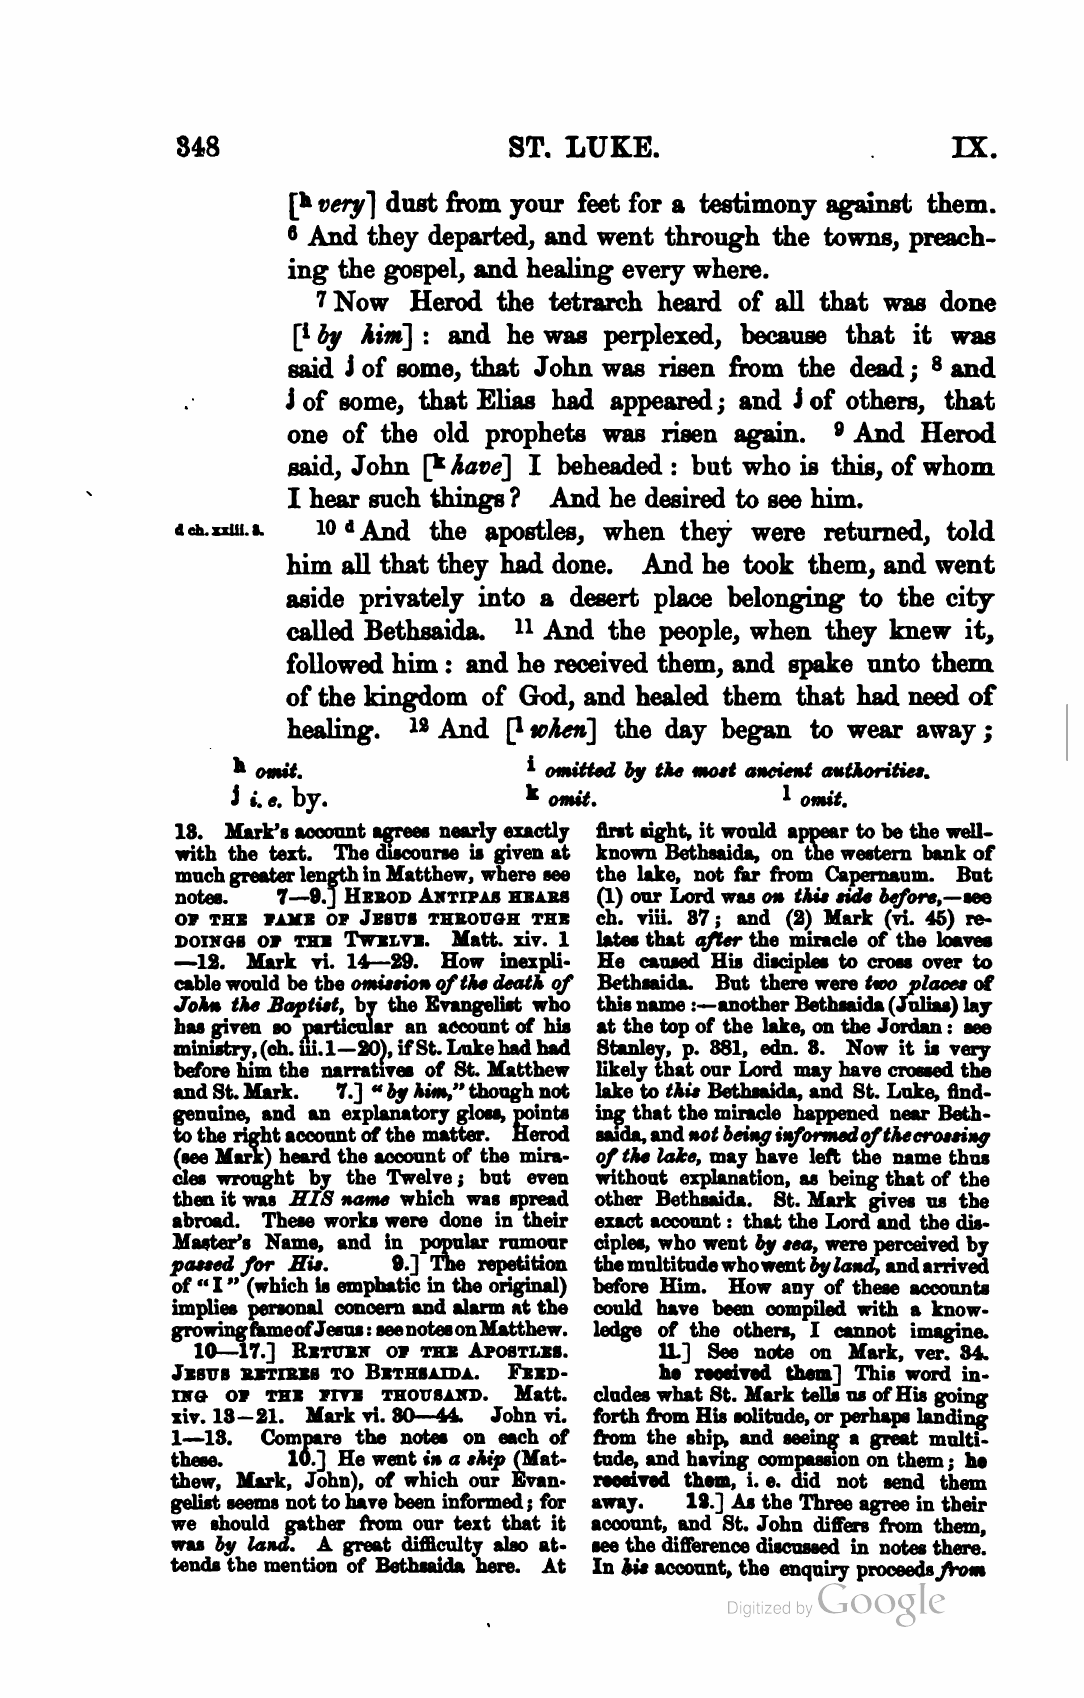 348 ST. LUKE. IX.
[h very] dust from your feet for a testimony against them.
6 And they departed, and went through the towns, preach-
ing the gospel, and healing every where.
7 Now Herod the tetrarch heard of all that was done
[i by him] : and he was perplexed, because that it was
said j of some, that John was risen from the dead ; 8 and
j of some, that Elias had appeared ; and j of others, that
one of the old prophets was risen again. 9 And Herod
said, John [k have] I beheaded : but who is this, of whom
I hear such things ? And he desired to see him.
d ch. xxiii. 8. 10 d And the apostles, when they were returned, told
him all that they had done. And he took them, and went
aside privately into a desert place belonging to the city
called Bethsaida. 11 And the people, when they knew it,
followed him : and he received them, and spake unto them
of the kingdom of God, and healed them that had need of
healing. 12 And [l when] the day began to wear away ;
h omit. i omitted by the most ancient authorities.
j i. e. by. k omit. l omit.
13. Mark's account agrees nearly exactly
with the text. The discourse is given at
much greater length in Matthew, where see
notes. 7—9.] HEROD ANTIPAS HEARS
OF THE FAME OF JESUS THROUGH THE
DOINGS OF THE TWELVE. Matt. xiv. 1
—12. Mark vi. 14—29. How inexpli-
cable would be the omission of the death of
John the Baptist, by the Evangelist who
has given so particular an account of his
ministry, (ch. iii. 1—20), if St. Luke had had
before him the narratives of St. Matthew
and St. Mark. 7.] “by him,” though not
genuine, and an explanatory gloss, points
to the right account of the matter. Herod
(see Mark) heard the account of the mira-
cles wrought by the Twelve ; but even
then it was HIS name which was spread
abroad. These works were done in their
Master's Name, and in popular rumour
passed for His. 9.] The repetition
of “I” (which is emphatic in the original)
implies personal concern and alarm at the
growing fame of Jesus : see notes on Matthew.
10—17.] RETURN OF THE APOSTLES.
JESUS RETIRES TO BETHSAIDA. FEED-
ING OF THE FIVE THOUSAND. Matt.
xiv. 13—21. Mark vi. 30—44. John vi.
1—13. Compare the notes on each of
these. 10.] He went in a ship (Mat-
thew, Mark, John), of which our Evan-
gelist seems not to have been informed ; for
we should gather from our text that it
was by land. A great difficulty also at-
tends the mention of Bethsaida here. At
first sight, it would appear to be the well-
known Bethsaida, on the western bank of
the lake, not far from Capernaum. But
(1) our Lord was on this side before,—see
ch. viii. 37 ; and (2) Mark (vi. 45) re-
lates that after the miracle of the loaves
He caused His disciples to cross over to
Bethsaida. But there were two places of
this name :—another Bethsaida (Julias) lay
at the top of the lake, on the Jordan : see
Stanley, p. 381, edn. 3. Now it is very
likely that our Lord may have crossed the
lake to this Bethsaida, and St. Luke, find-
ing that the miracle happened near Beth-
saida, and not being informed of the crossing
of the lake, may have left the name thus
without explanation, as being that of the
other Bethsaida. St. Mark gives us the
exact account : that the Lord and the dis-
ciples, who went by sea, were perceived by
the multitude who went by land, and arrived
before Him. How any of these accounts
could have been compiled with a know-
ledge of the others, I cannot imagine.
11.] See note on Mark, ver. 34.
he received them] This word in-
cludes what St. Mark tells us of His going
forth from His solitude, or perhaps landing
from the ship, and seeing a great multi-
tude, and having compassion on them ; he
received them, i. e. did not send them
away. 12.] As the Three agree in their
account, and St. John differs from them,
see the difference discussed in notes there.
In his account, the enquiry proceeds from
Digitized by Google